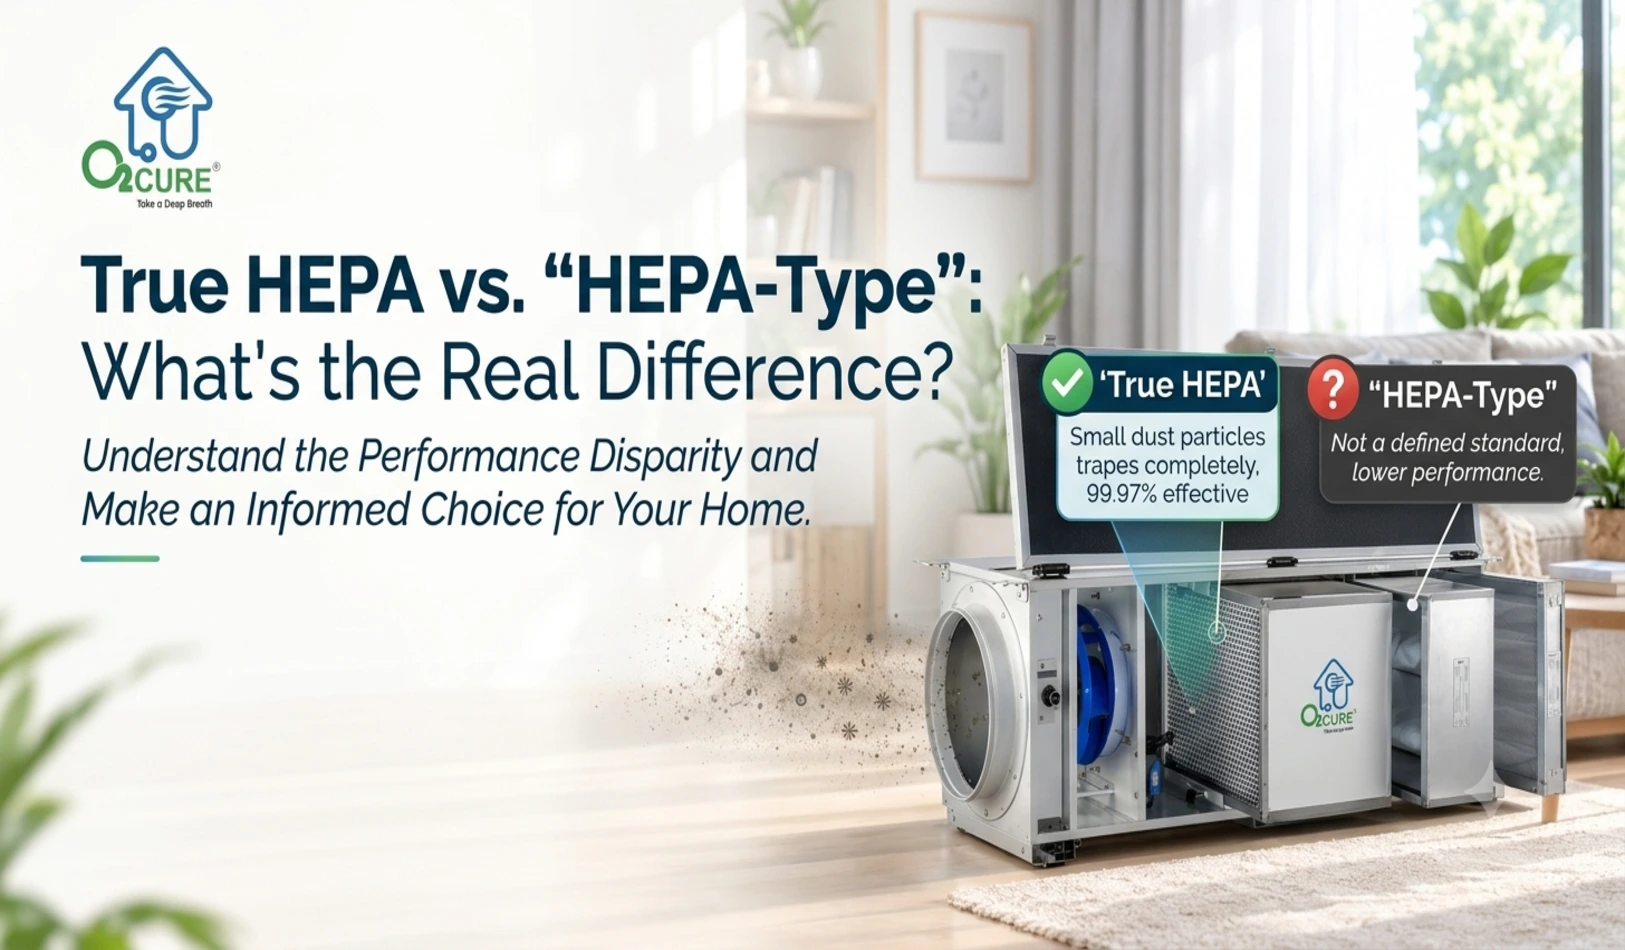 O2CURE®
Take a Deap Breath
True HEPA vs. “HEPA-Type”:
What's the Real Difference?
Understand the Performance Disparity and
Make an Informed Choice for Your Home.
‘True HEPA’
Small dust particles
trapes completely,
99.97% effective
?
“HEPA-Type”
Not a defined standard,
lower performance.
O2CURE